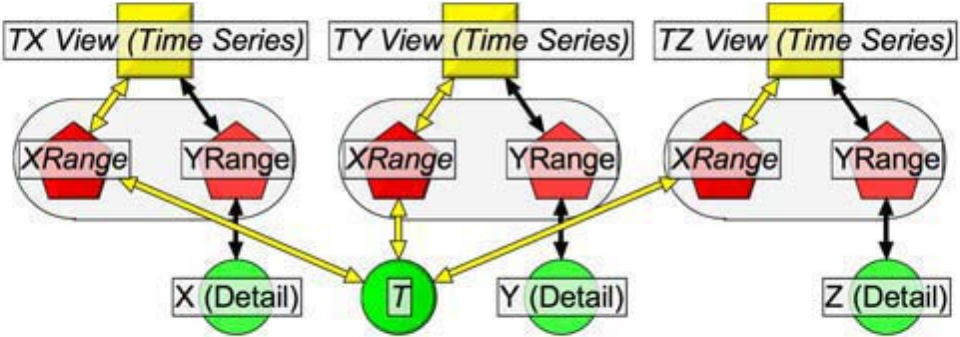 TX View (Time Series)
TY View (Time Series)
TZ View (Time Series)
XRange
YRange
XRange
YRange
XRange
YRange
X (Detail)
T
Y (Detail)
Z (Detail)